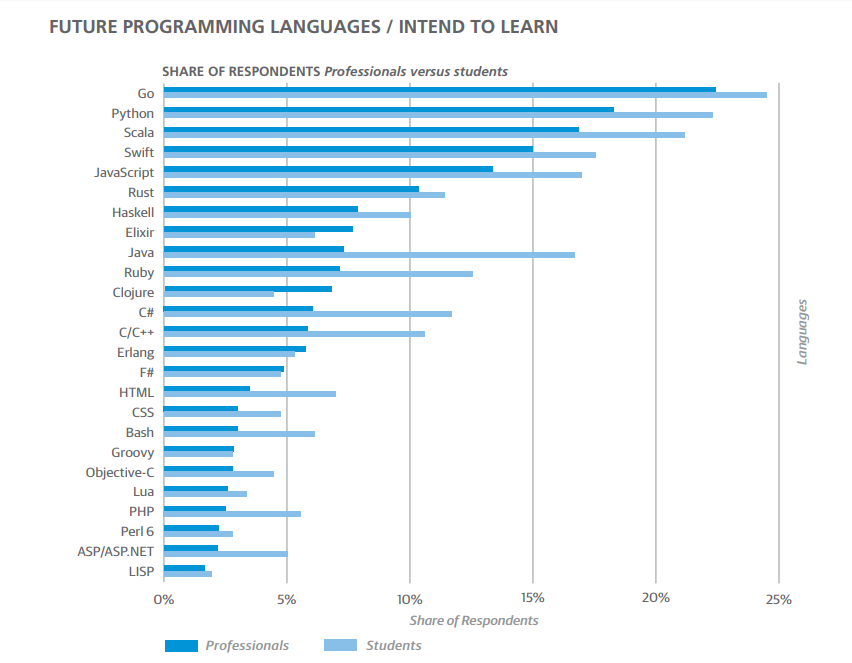 FUTURE PROGRAMMING LANGUAGES / INTEND TO LEARN
SHARE OF RESPONDENTS Professionals versus students
Go
Python
Scala
Swift
JavaScript
Rust
Haskell
Elixir
Java
Ruby
Clojure
C#
C/C++
Erlang
F#
HTML
CSS
Bash
Groovy
Objective-C
Lua
PHP
Perl 6
ASP/ASP.NET
LISP
Languages
0% 5% 10% 15% 20% 25%
Share of Respondents
Professionals Students